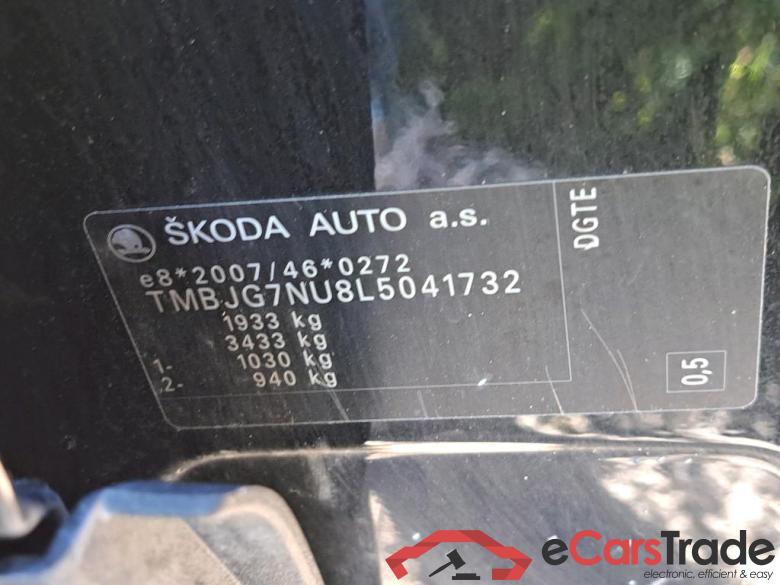 ŠKODA AUTO a.s.
e8*2007/46*0272
TMBJG7NU8L5041732
1933 kg
3433 kg
1- 1030 kg
2- 940 kg
DGTE
0,5
eCarsTrade
electronic, efficient & easy